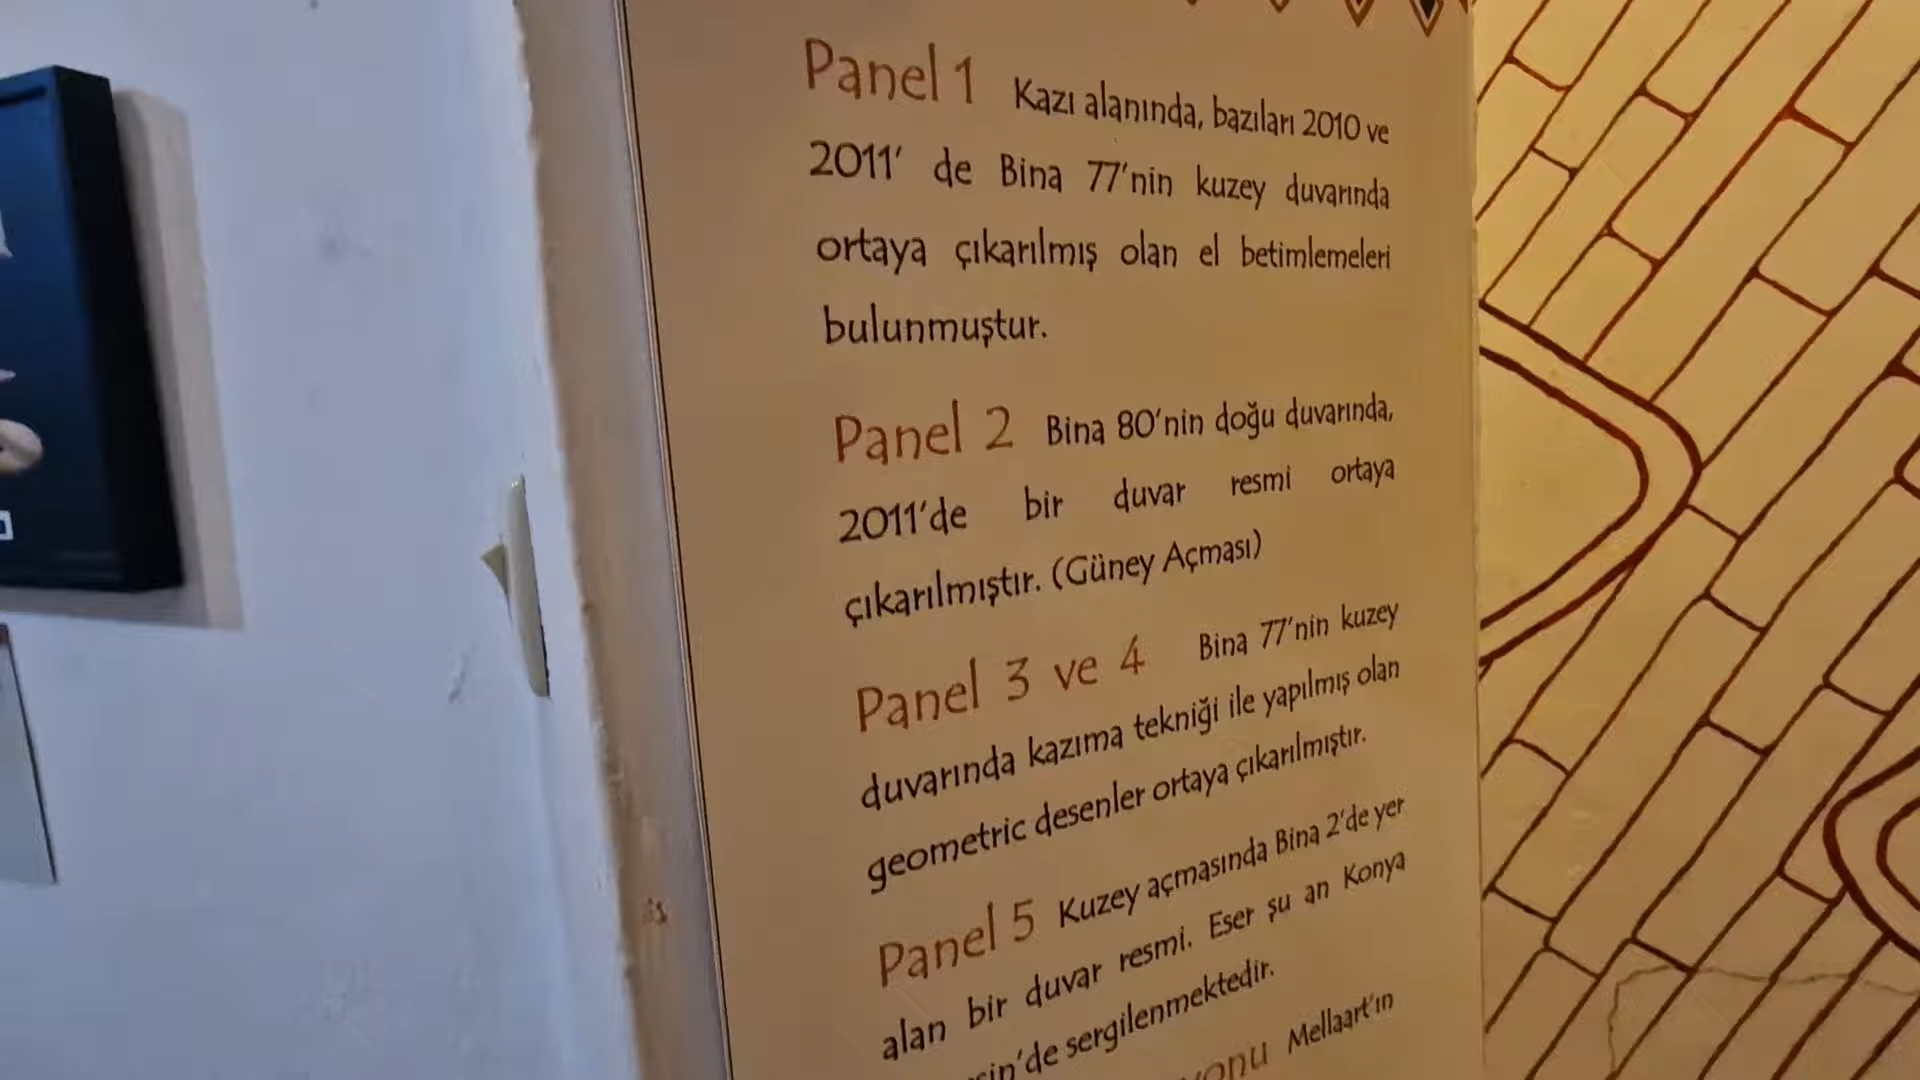 Panel 1 Kazı alanında, bazıları 2010 ve
2011' de Bina 77'nin kuzey duvarında
ortaya çıkarılmış olan el betimlemeleri
bulunmuştur.
Panel 2 Bina 80'nin doğu duvarında,
2011'de bir duvar resmi ortaya
çıkarılmıştır. (Güney Açması)
Panel 3 ve 4 Bina 77'nin kuzey
duvarında kazıma tekniği ile yapılmış olan
geometric desenler ortaya çıkarılmıştır.
Panel 5 Kuzey açmasında Bina 2'de yer
alan bir duvar resmi. Eser şu an Konya
sergilenmektedir.
Mellaart'ın